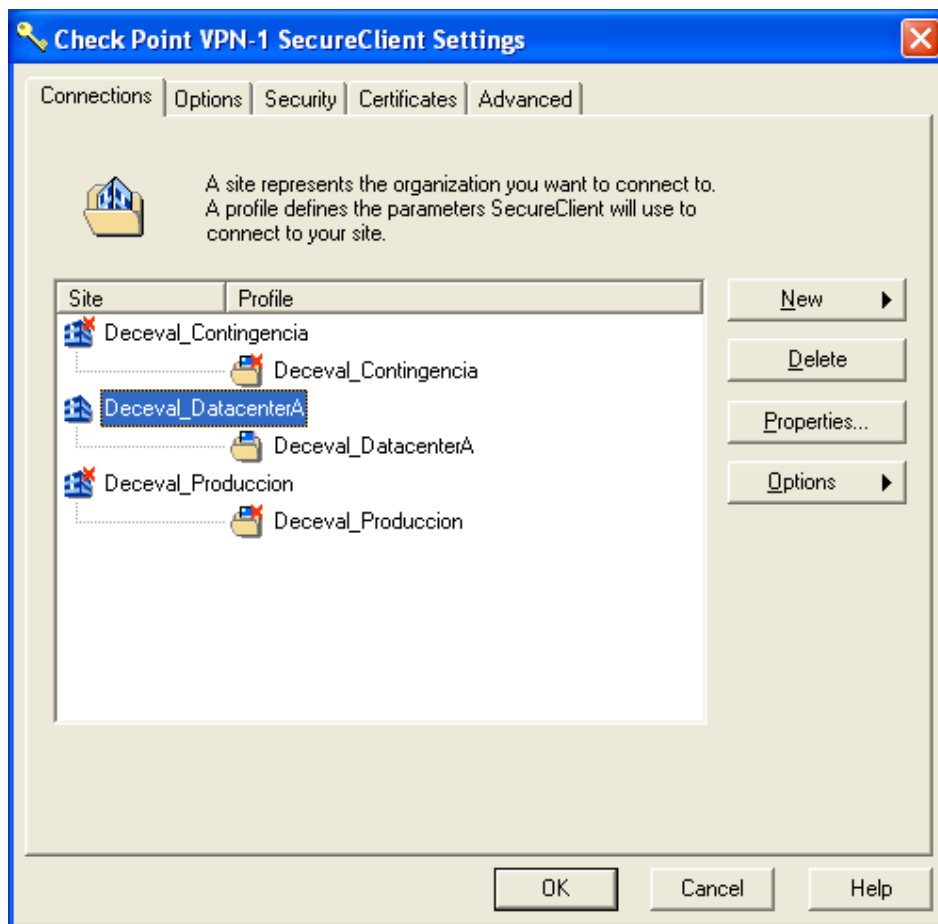 Check Point VPN-1 SecureClient Settings
Connections Options Security Certificates Advanced
A site represents the organization you want to connect to.
A profile defines the parameters SecureClient will use to
connect to your site.
Site Profile
New
Deceval_Contingencia
Deceval_Contingencia
Delete
Deceval_DatacenterA
Properties...
Deceval_DatacenterA
Deceval_Produccion
Options
Deceval_Produccion
OK Cancel Help